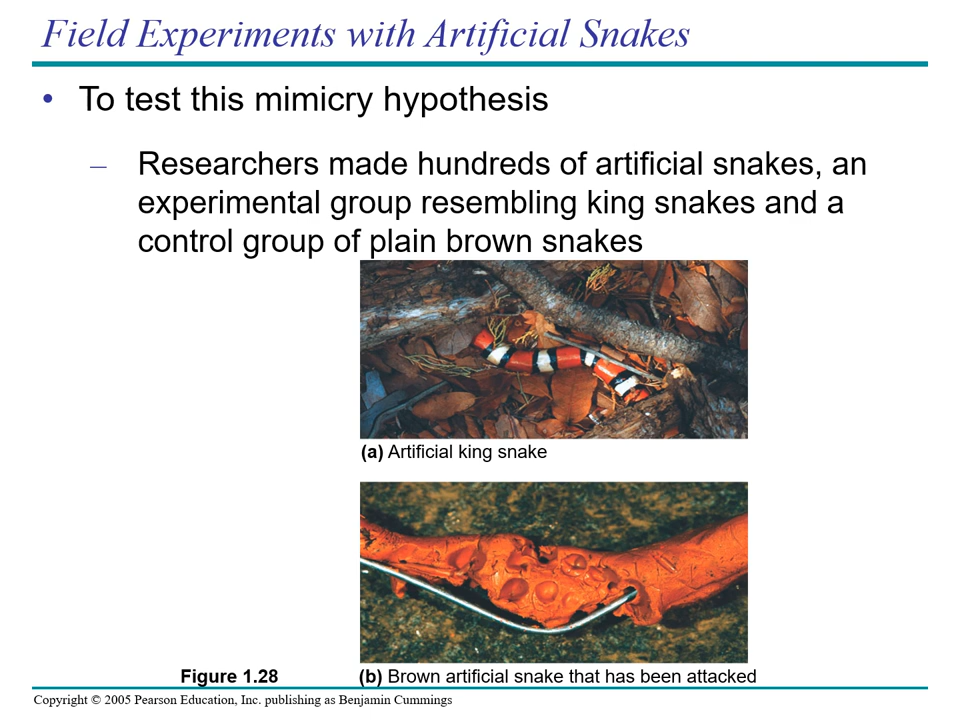 Field Experiments with Artificial Snakes
• To test this mimicry hypothesis
– Researchers made hundreds of artificial snakes, an
experimental group resembling king snakes and a
control group of plain brown snakes
(a) Artificial king snake
Figure 1.28
(b) Brown artificial snake that has been attacked
Copyright © 2005 Pearson Education, Inc. publishing as Benjamin Cummings